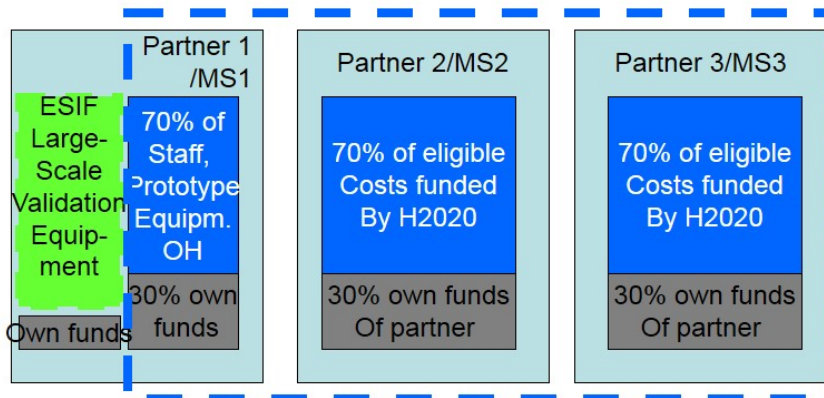 Partner 1
/MS1
ESIF
Large-
Scale
Validation
Equip-
ment
Own funds
70% of
Staff,
Prototype
Equipm.
OH
30% own
funds
Partner 2/MS2
70% of eligible
Costs funded
By H2020
30% own funds
Of partner
Partner 3/MS3
70% of eligible
Costs funded
By H2020
30% own funds
Of partner